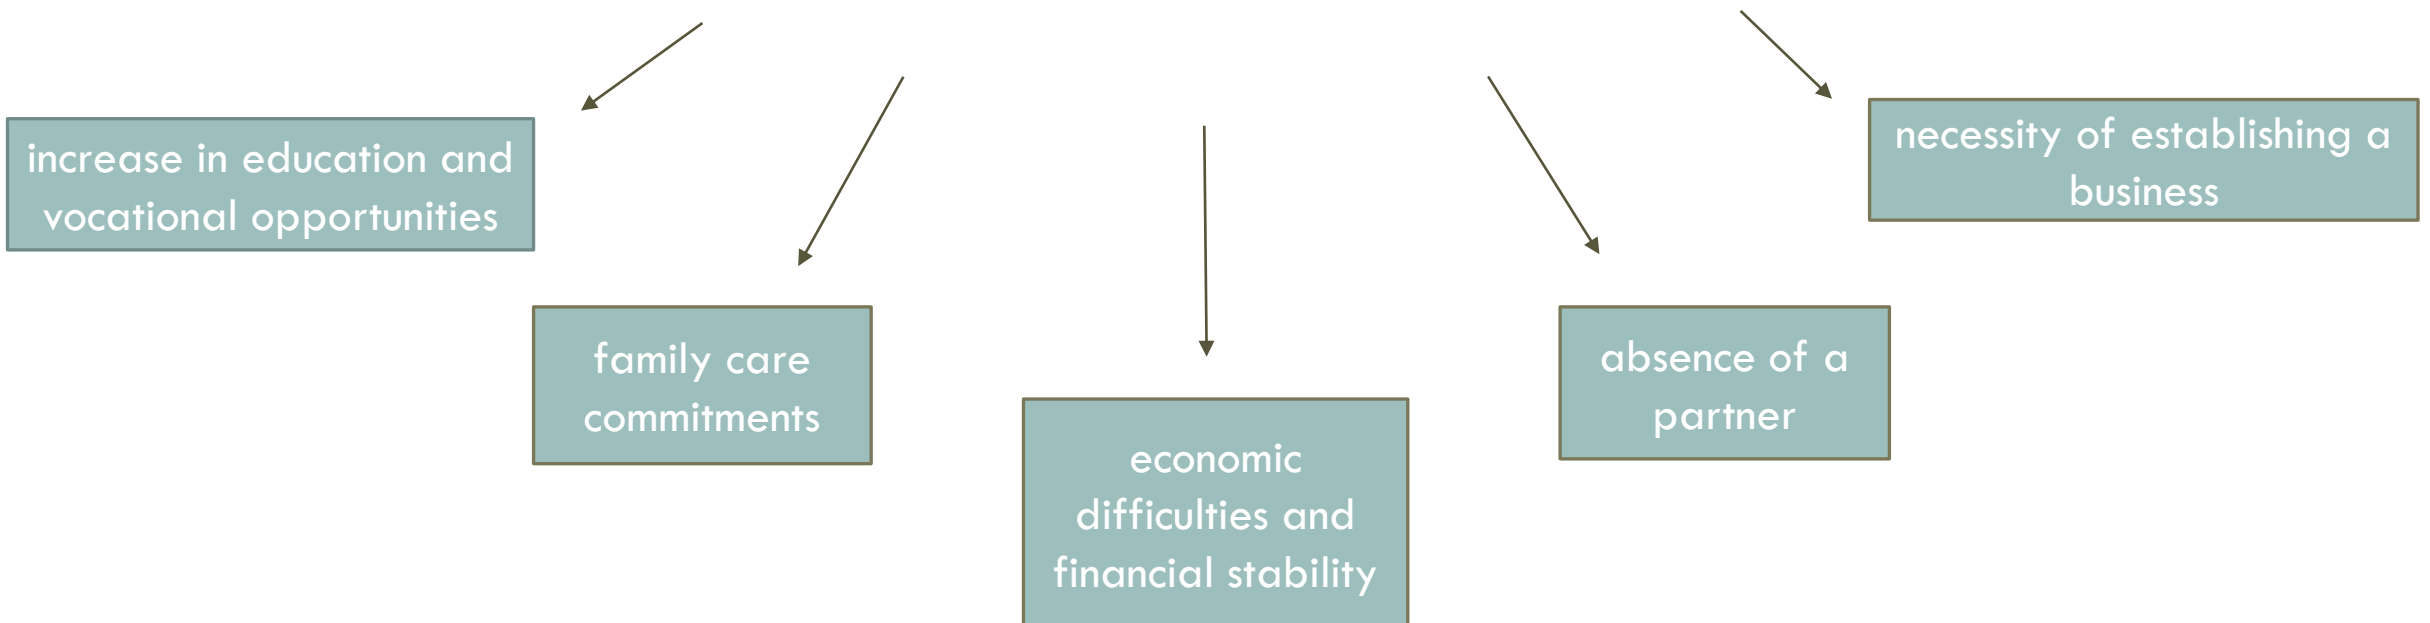 increase in education and
vocational opportunities
family care
commitments
economic
difficulties and
financial stability
absence of a
partner
necessity of establishing a
business